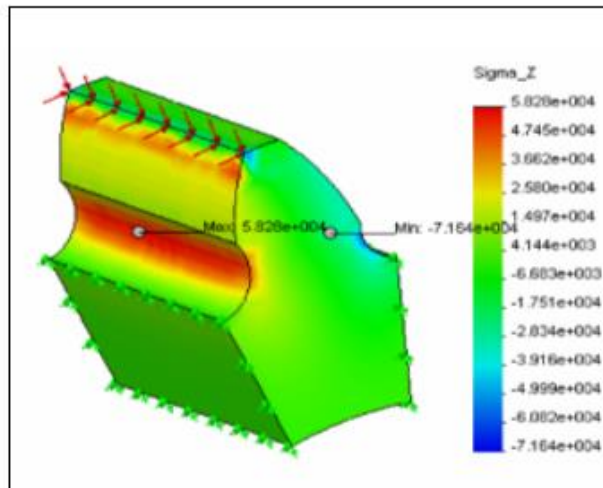 Sigma_Z
5.828e+004
4.745e+004
3.662e+004
2.580e+004
1.497e+004
4.144e+003
-6.683e+003
-1.751e+004
-2.834e+004
-3.916e+004
-4.999e+004
-6.082e+004
-7.164e+004
Max: 5.828e+004
Min: -7.164e+004